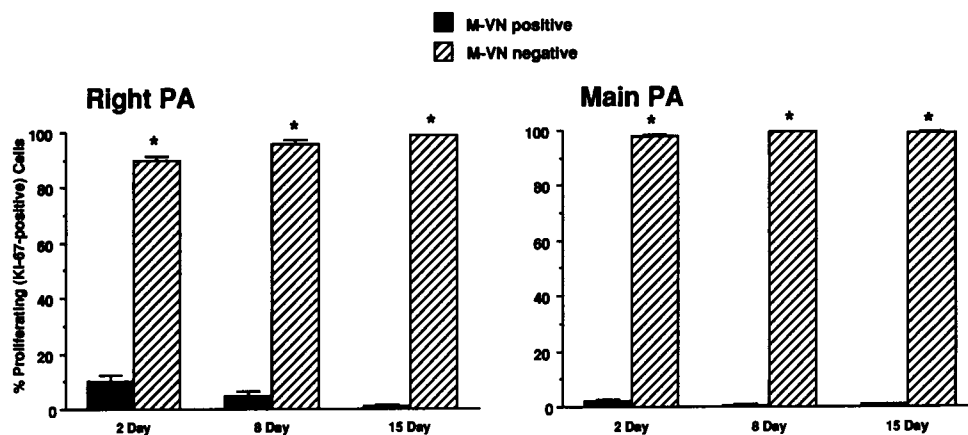 M-VN positive
M-VN negative
Right PA
Main PA
% Proliferating (KI-67-positive) Cells
100
80
60
40
20
0
* * *
2 Day 8 Day 15 Day
100
80
60
40
20
0
* * *
2 Day 8 Day 15 Day